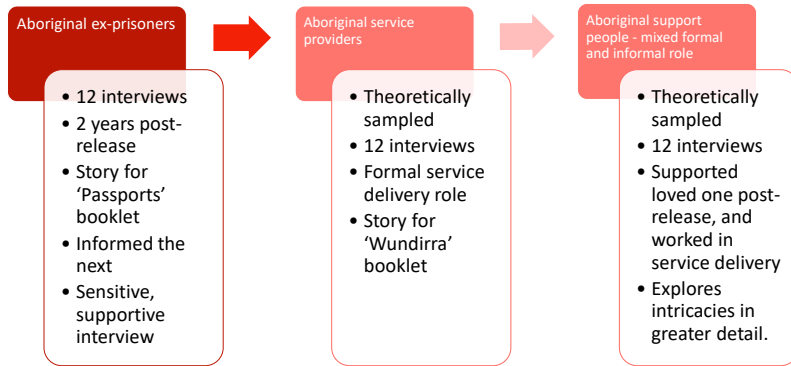 Aboriginal ex-prisoners
• 12 interviews
• 2 years post-
release
• Story for
‘Passports’
booklet
• Informed the
next
• Sensitive,
supportive
interview
Aboriginal service
providers
• Theoretically
sampled
• 12 interviews
• Formal service
delivery role
• Story for
‘Wundirra’
booklet
Aboriginal support
people - mixed formal
and informal role
• Theoretically
sampled
• 12 interviews
• Supported
loved one post-
release, and
worked in
service delivery
• Explores
intricacies in
greater detail.